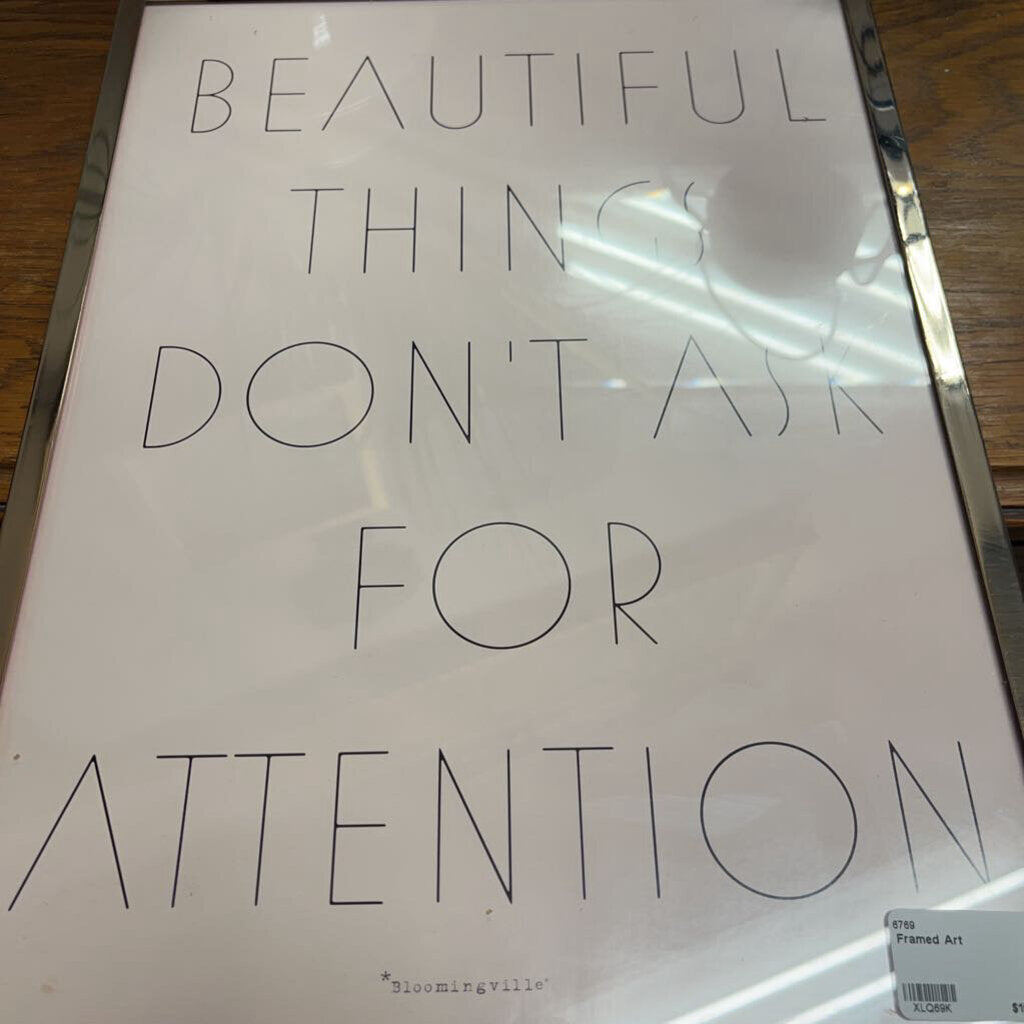 BEAUTIFUL
THINGS
DON'T ASK
FOR
ATTENTION
*Bloomingville
6769
Framed Art
XLQ69K